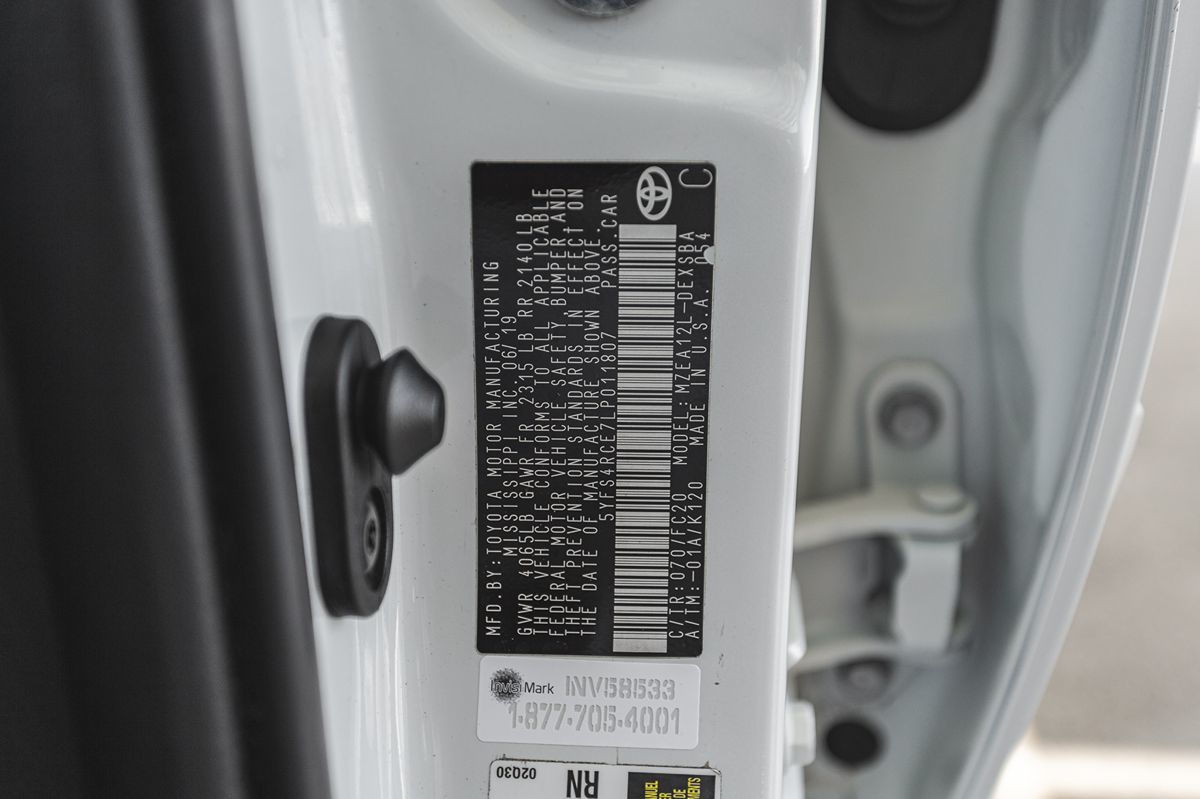 MFD.BY:TOYOTA MOTOR MANUFACTURING
MISSISSIPPI INC. 06/19
GVWR 4065LB GAWR FR 2315 LB RR 2140 LB
THIS VEHICLE CONFORMS TO ALL APPLICABLE
FEDERAL MOTOR VEHICLE SAFETY,BUMPER,AND
THEFT PREVENTION STANDARDS IN EFFECT ON
THE DATE OF MANUFACTURE SHOWN ABOVE.
5YFS4RCE7LP011807 PASS.CAR
C/TR:070/FC20 MODEL:MZEA12L-DEXSBA
A/TM:-01A/K120 MADE IN U.S.A. D54
C
InvisiMark INV58533
1-877-705-4001
02Q30
RN